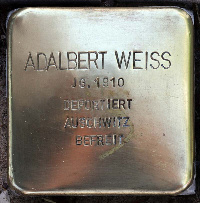 ADALBERT WEISS
JG. 1910
DEPORTIERT
AUSCHWITZ
BEFREIT